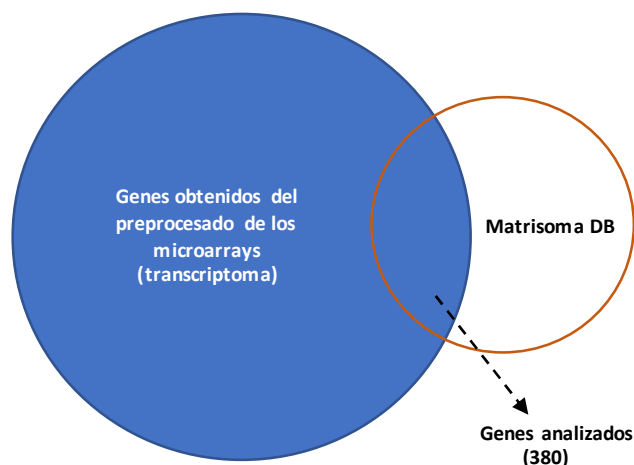 Genes obtenidos del
preprocesado de los
microarrays
(transcriptoma)
Matrisoma DB
Genes analizados
(380)